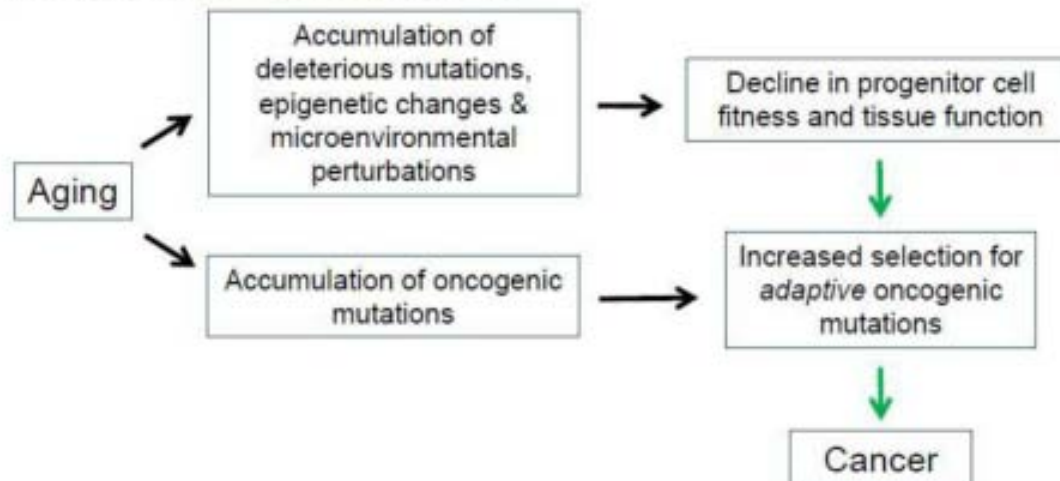 Accumulation of
deleterious mutations,
epigenetic changes &
microenvironmental
perturbations
Decline in progenitor cell
fitness and tissue function
Aging
Accumulation of oncogenic
mutations
Increased selection for
adaptive oncogenic
mutations
Cancer